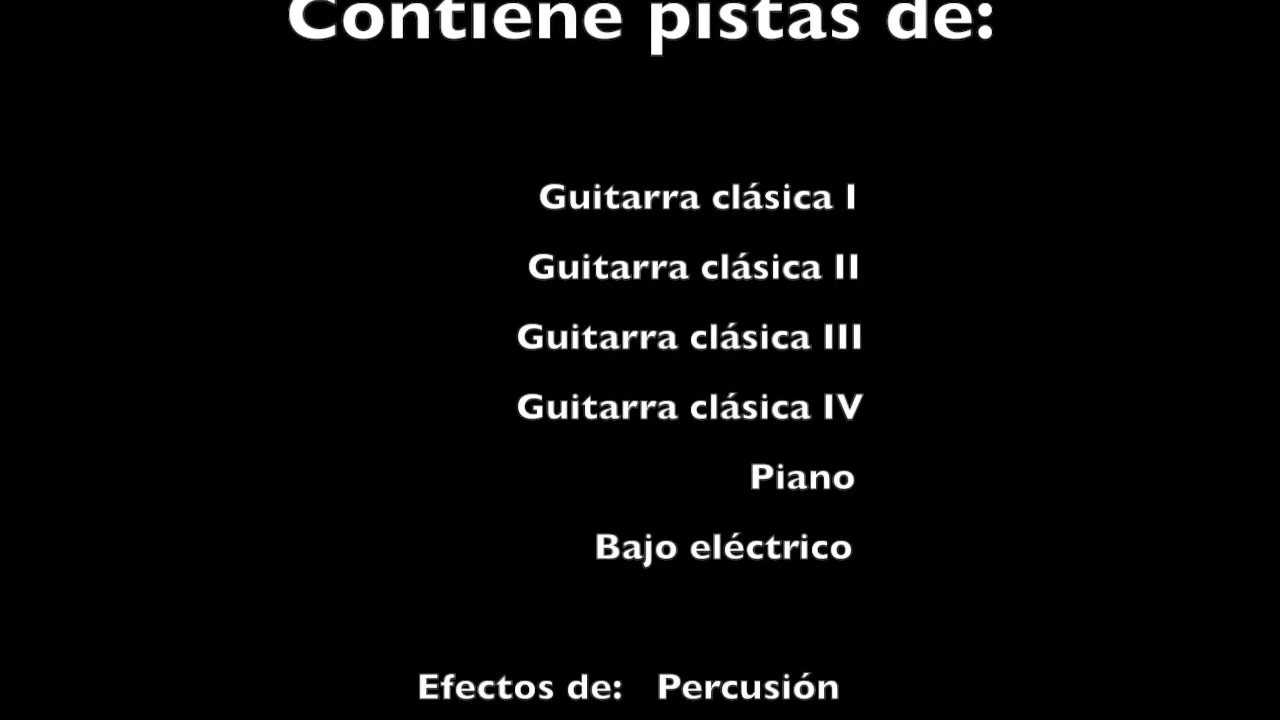 Contiene pistas de:
Guitarra clásica I
Guitarra clásica II
Guitarra clásica III
Guitarra clásica IV
Piano
Bajo eléctrico
Efectos de: Percusión